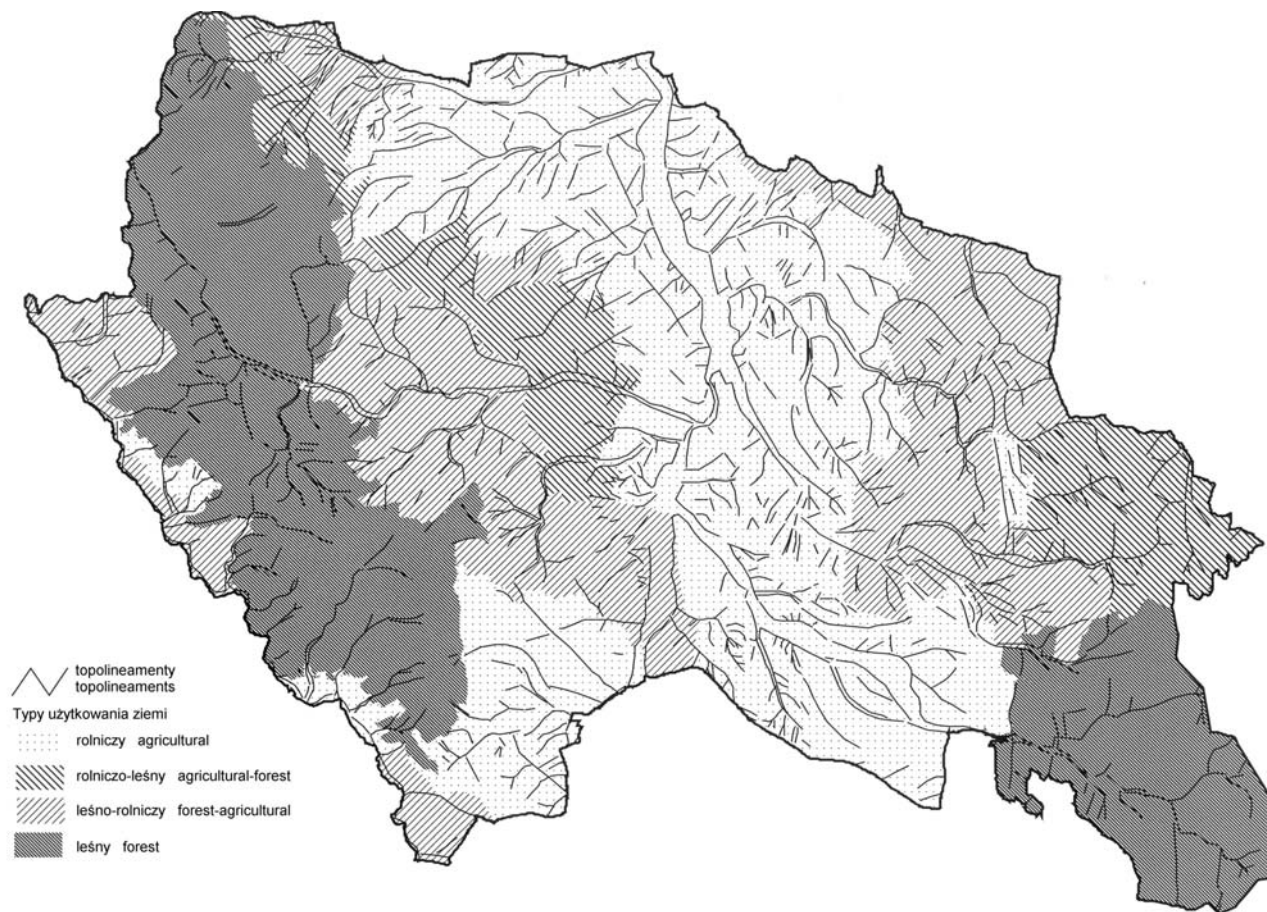 topolineamenty
topolineaments
Typy użytkowania ziemi
rolniczy agricultural
rolniczo-leśny agricultural-forest
leśno-rolniczy forest-agricultural
leśny forest